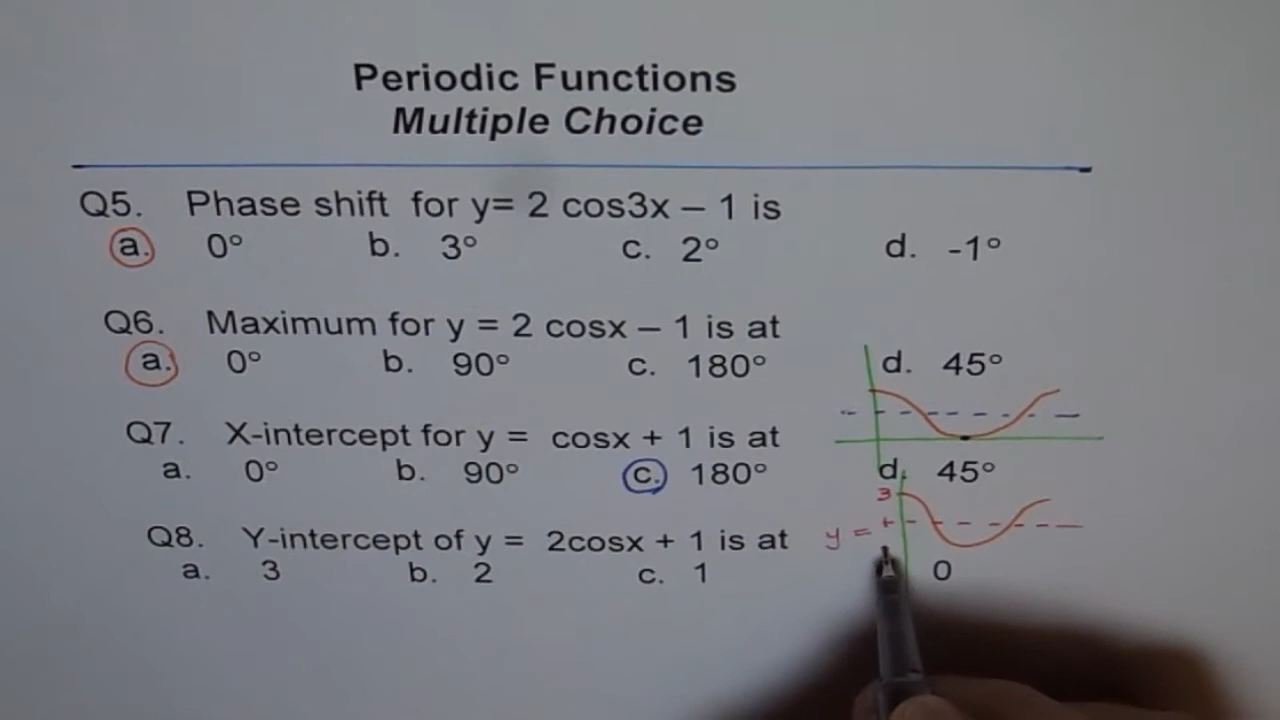 Periodic Functions
Multiple Choice
Q5. Phase shift for y= 2 cos3x – 1 is
a. 0° b. 3° c. 2° d. -1°
Q6. Maximum for y = 2 cosx – 1 is at
a. 0° b. 90° c. 180° d. 45°
Q7. X-intercept for y = cosx + 1 is at
a. 0° b. 90° c. 180° d. 45°
3
Q8. Y-intercept of y = 2cosx + 1 is at y =
a. 3 b. 2 c. 1 0